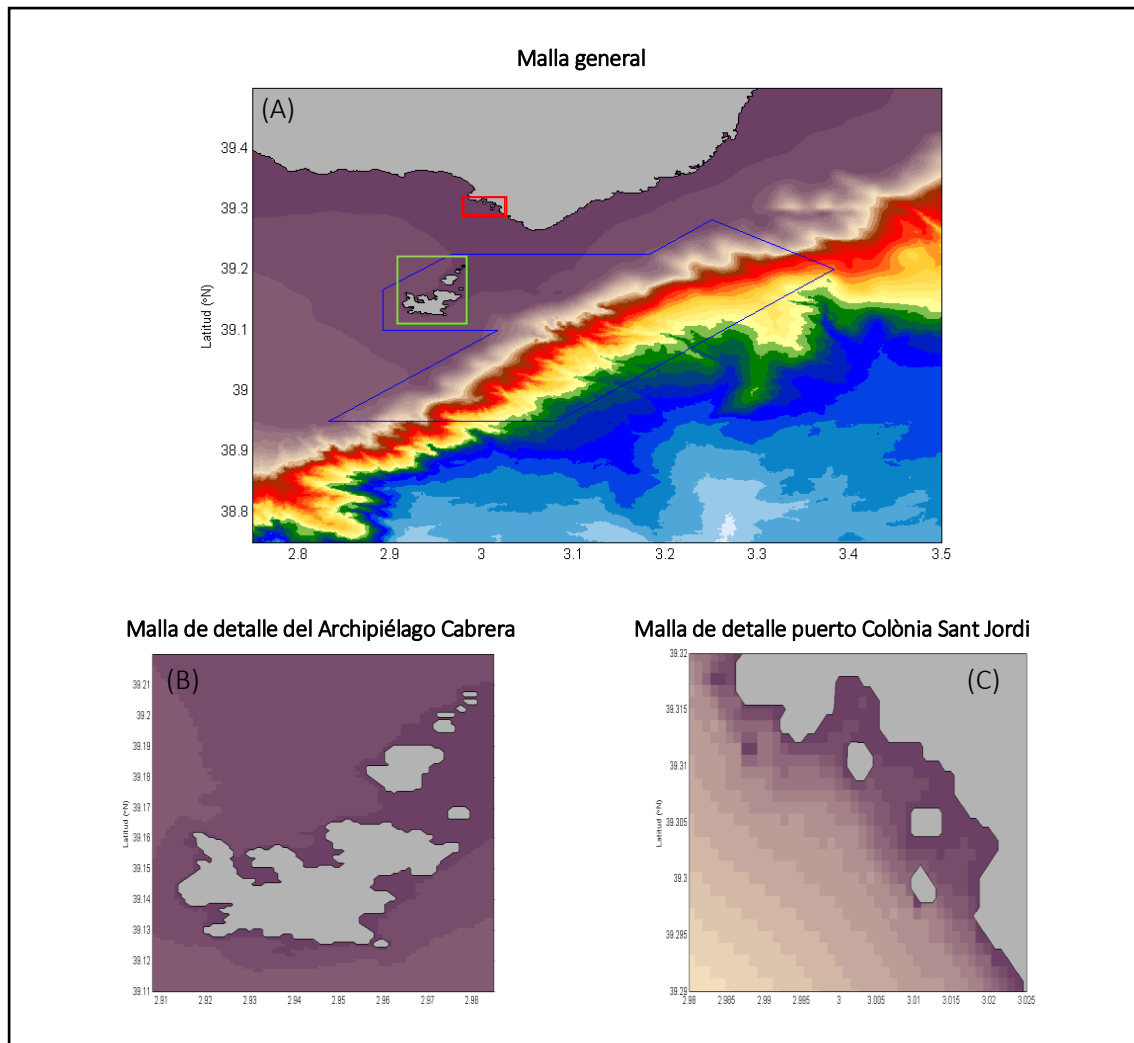 Malla general
(A)
39.4
39.3
39.2
39.1
39
38.9
38.8
Latitud (ºN)
2.8 2.9 3 3.1 3.2 3.3 3.4 3.5
Malla de detalle del Archipiélago Cabrera
(B)
39.21
39.2
39.19
39.18
39.17
39.16
39.15
39.14
39.13
39.12
39.11
Latitud (ºN)
2.91 2.92 2.93 2.94 2.95 2.96 2.97 2.98
Malla de detalle puerto Colònia Sant Jordi
(C)
39.32
39.315
39.31
39.305
39.3
39.295
39.29
Latitud (ºN)
2.98 2.985 2.99 2.995 3 3.005 3.01 3.015 3.02 3.025